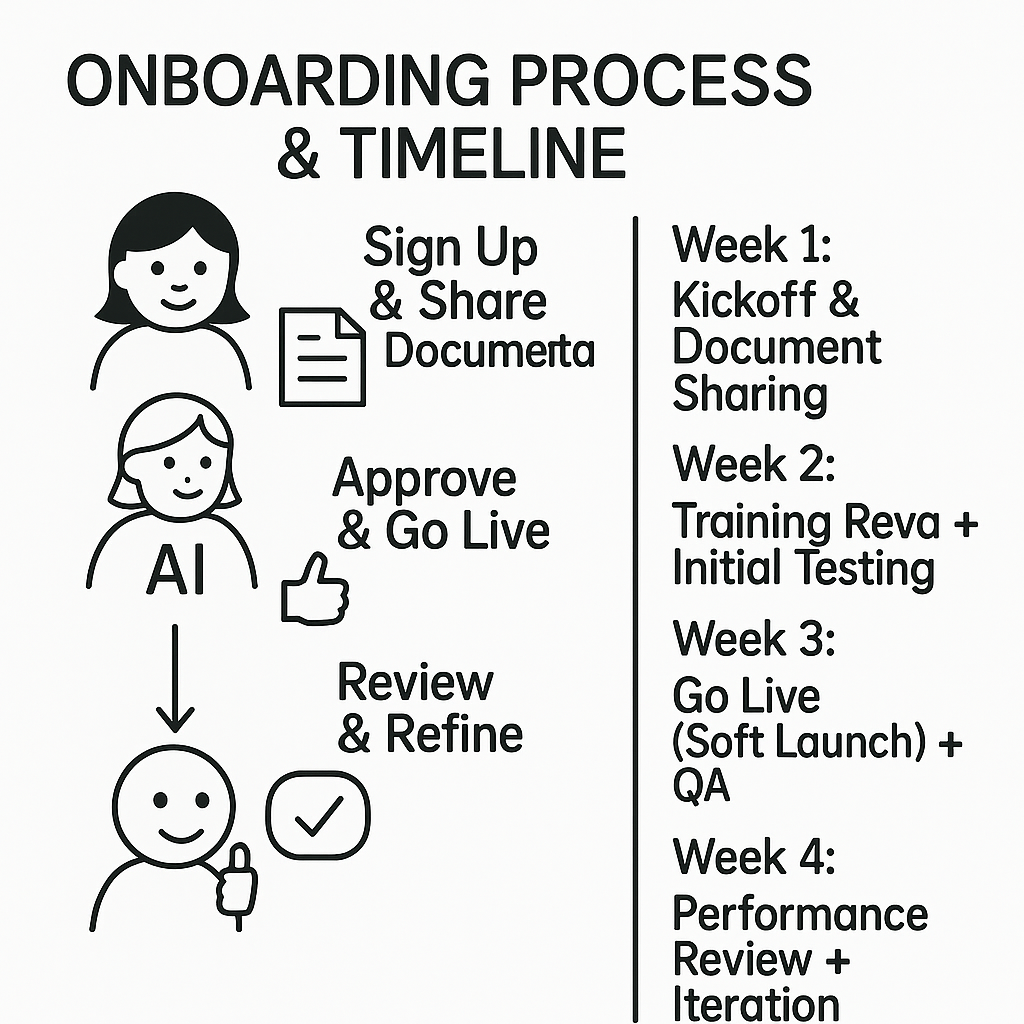 ONBOARDING PROCESS
& TIMELINE
Sign Up
& Share
Documerta
AI
Approve
& Go Live
Review
& Refine
Week 1:
Kickoff &
Document
Sharing
Week 2:
Training Reva +
Initial Testing
Week 3:
Go Live
(Soft Launch) +
QA
Week 4:
Performance
Review +
Iteration